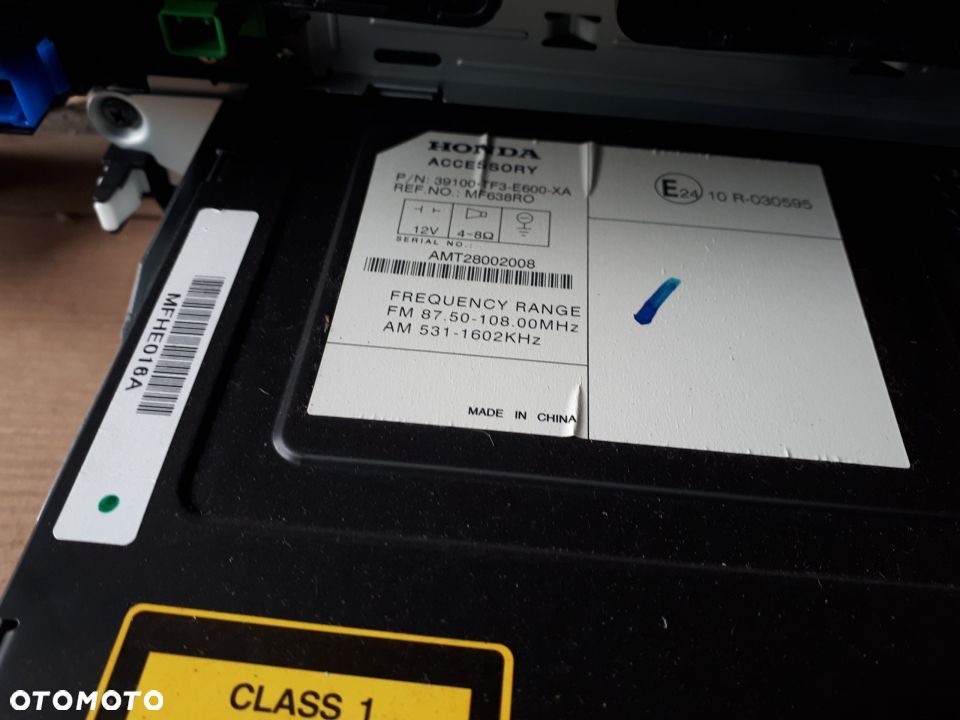 HONDA
ACCESSORY
P/N: 39100-TF3-E600-XA
REF.NO.: MF638RO
12V
4-8Ω
SERIAL NO.:
AMT28002008
FREQUENCY RANGE
FM 87.50-108.00MHz
AM 531-1602KHz
MADE IN CHINA
E24 10 R-030595
MFHE016A
CLASS 1
OTOMOTO